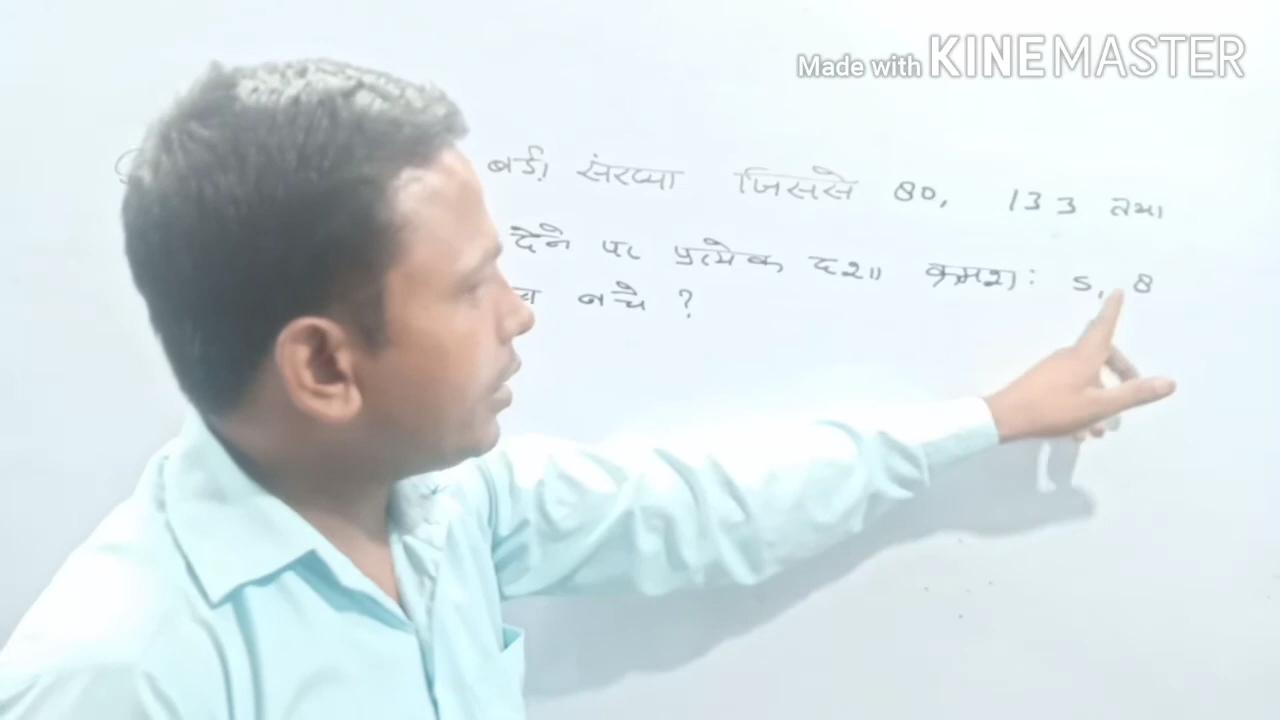 Made with KINEMASTER
बड़ी संख्या जिससे 80, 133 तथा
देने पर प्रत्येक दशा क्रमश: 5, 8
बचे ?